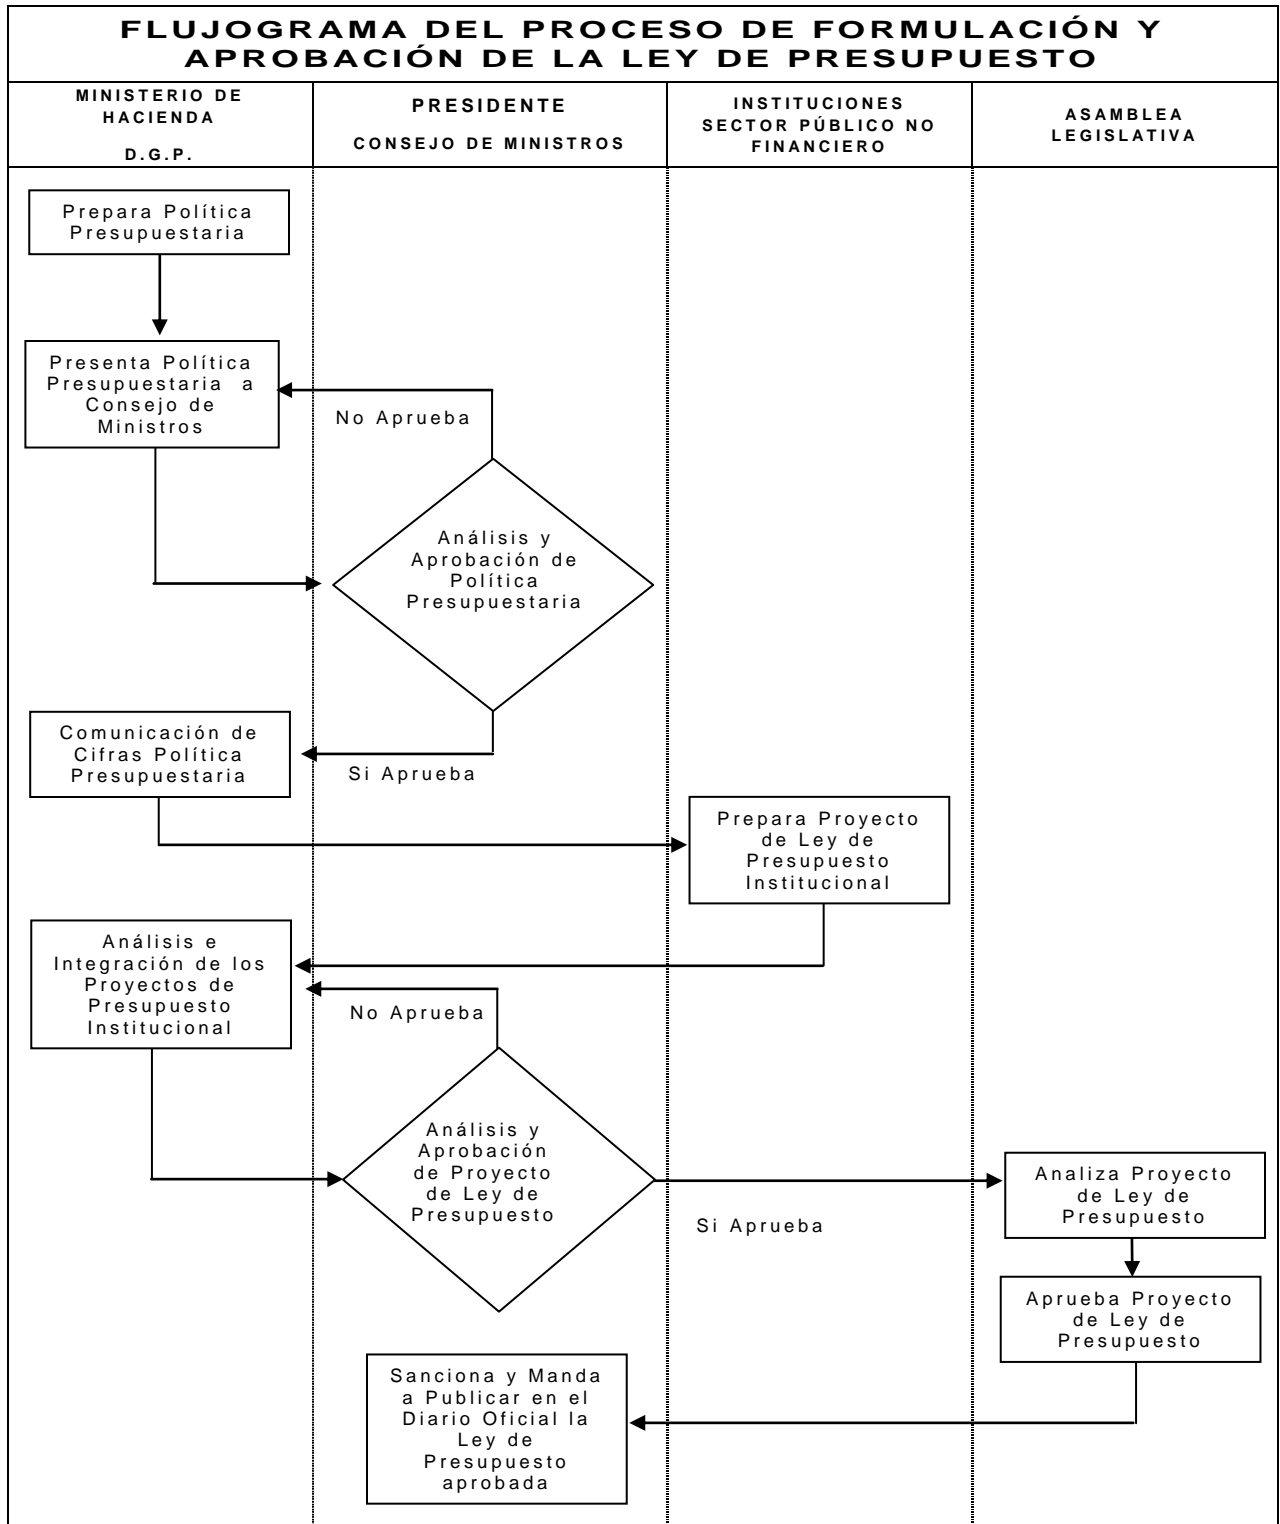 FLUJOGRAMA DEL PROCESO DE FORMULACIÓN Y
APROBACIÓN DE LA LEY DE PRESUPUESTO
MINISTERIO DE
HACIENDA
D.G.P.
PRESIDENTE
CONSEJO DE MINISTROS
INSTITUCIONES
SECTOR PÚBLICO NO
FINANCIERO
ASAMBLEA
LEGISLATIVA
Prepara Política
Presupuestaria
Presenta Política
Presupuestaria a
Consejo de
Ministros
No Aprueba
Análisis y
Aprobación de
Política
Presupuestaria
Comunicación de
Cifras Política
Presupuestaria
Si Aprueba
Prepara Proyecto
de Ley de
Presupuesto
Institucional
Análisis e
Integración de los
Proyectos de
Presupuesto
Institucional
No Aprueba
Análisis y
Aprobación
de Proyecto
de Ley de
Presupuesto
Si Aprueba
Analiza Proyecto
de Ley de
Presupuesto
Aprueba Proyecto
de Ley de
Presupuesto
Sanciona y Manda
a Publicar en el
Diario Oficial la
Ley de
Presupuesto
aprobada